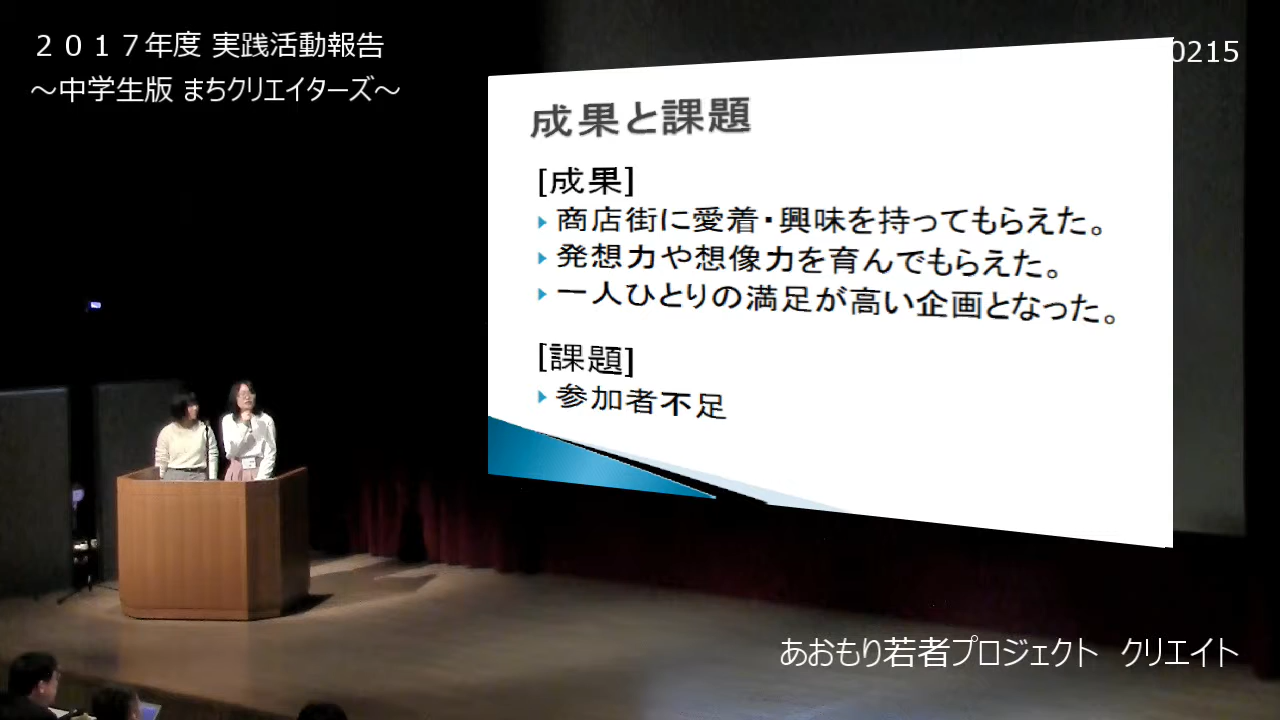 ２０１７年度 実践活動報告
～中学生版 まちクリエイターズ～
0215
成果と課題
[成果]
商店街に愛着・興味を持ってもらえた。
発想力や想像力を育んでもらえた。
一人ひとりの満足が高い企画となった。
[課題]
参加者不足
あおもり若者プロジェクト　クリエイト